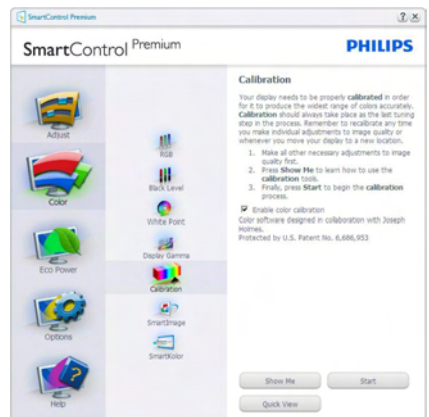 SmartControl Premium
SmartControl Premium
PHILIPS
Adjust
Color
Eco Power
Options
Help
RGB
Black Level
White Point
Display Gamma
Calibration
SmartImage
SmartKolor
Calibration
Your display needs to be properly calibrated in order
for it to produce the widest range of colors accurately.
Calibration should always take place as the last tuning
step in the process. Remember to recalibrate any time
you make individual adjustments to image quality or
whenever you move your display to a new location.
1. Make all other necessary adjustments to image
quality first.
2. Press Show Me to learn how to use the
calibration tools.
3. Finally, press Start to begin the calibration
process.
Enable color calibration
Color software designed in collaboration with Joseph
Holmes.
Protected by U.S. Patent No. 6,686,953
Show Me
Start
Quick View